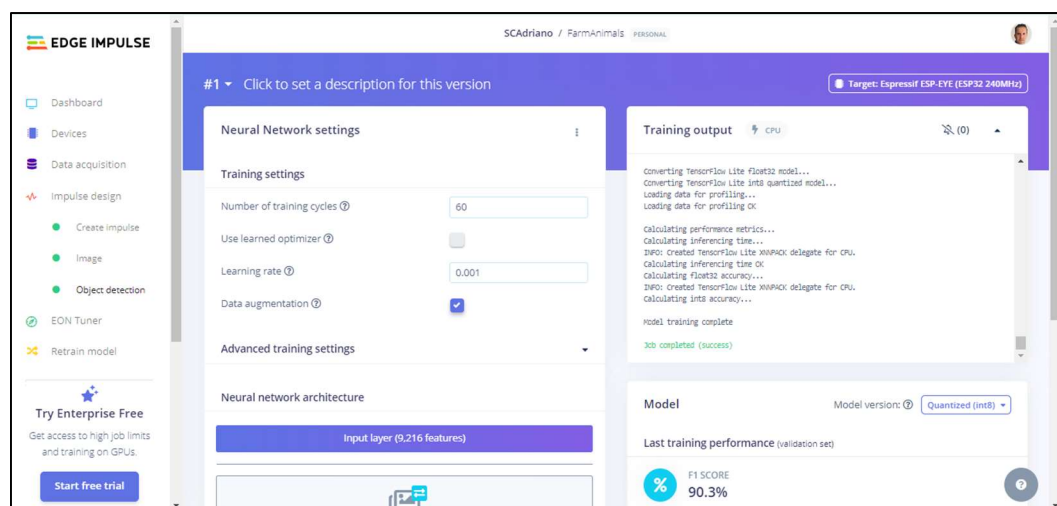 EDGE IMPULSE
Dashboard
Devices
Data acquisition
Impulse design
Create impulse
Image
Object detection
EON Tuner
Retrain model
Try Enterprise Free
Get access to high job limits
and training on GPUs.
Start free trial
SCAdriano / FarmAnimals PERSONAL
#1 Click to set a description for this version
Target: Espressif ESP-EYE (ESP32 240MHz)
Neural Network settings
Training settings
Number of training cycles
60
Use learned optimizer
Learning rate
0.001
Data augmentation
Advanced training settings
Neural network architecture
Input layer (9,216 features)
Training output CPU (0)
Converting TensorFlow Lite float32 model...
Converting TensorFlow Lite int8 quantized model...
Loading data for profiling...
Loading data for profiling OK
Calculating performance metrics...
Calculating inferencing time...
INFO: Created TensorFlow Lite XNNPACK delegate for CPU.
Calculating inferencing time OK
Calculating float32 accuracy...
INFO: Created TensorFlow Lite XNNPACK delegate for CPU.
Calculating int8 accuracy...
Model training complete
Job completed (success)
Model
Model version: Quantized (int8)
Last training performance (validation set)
%
F1 SCORE
90.3%